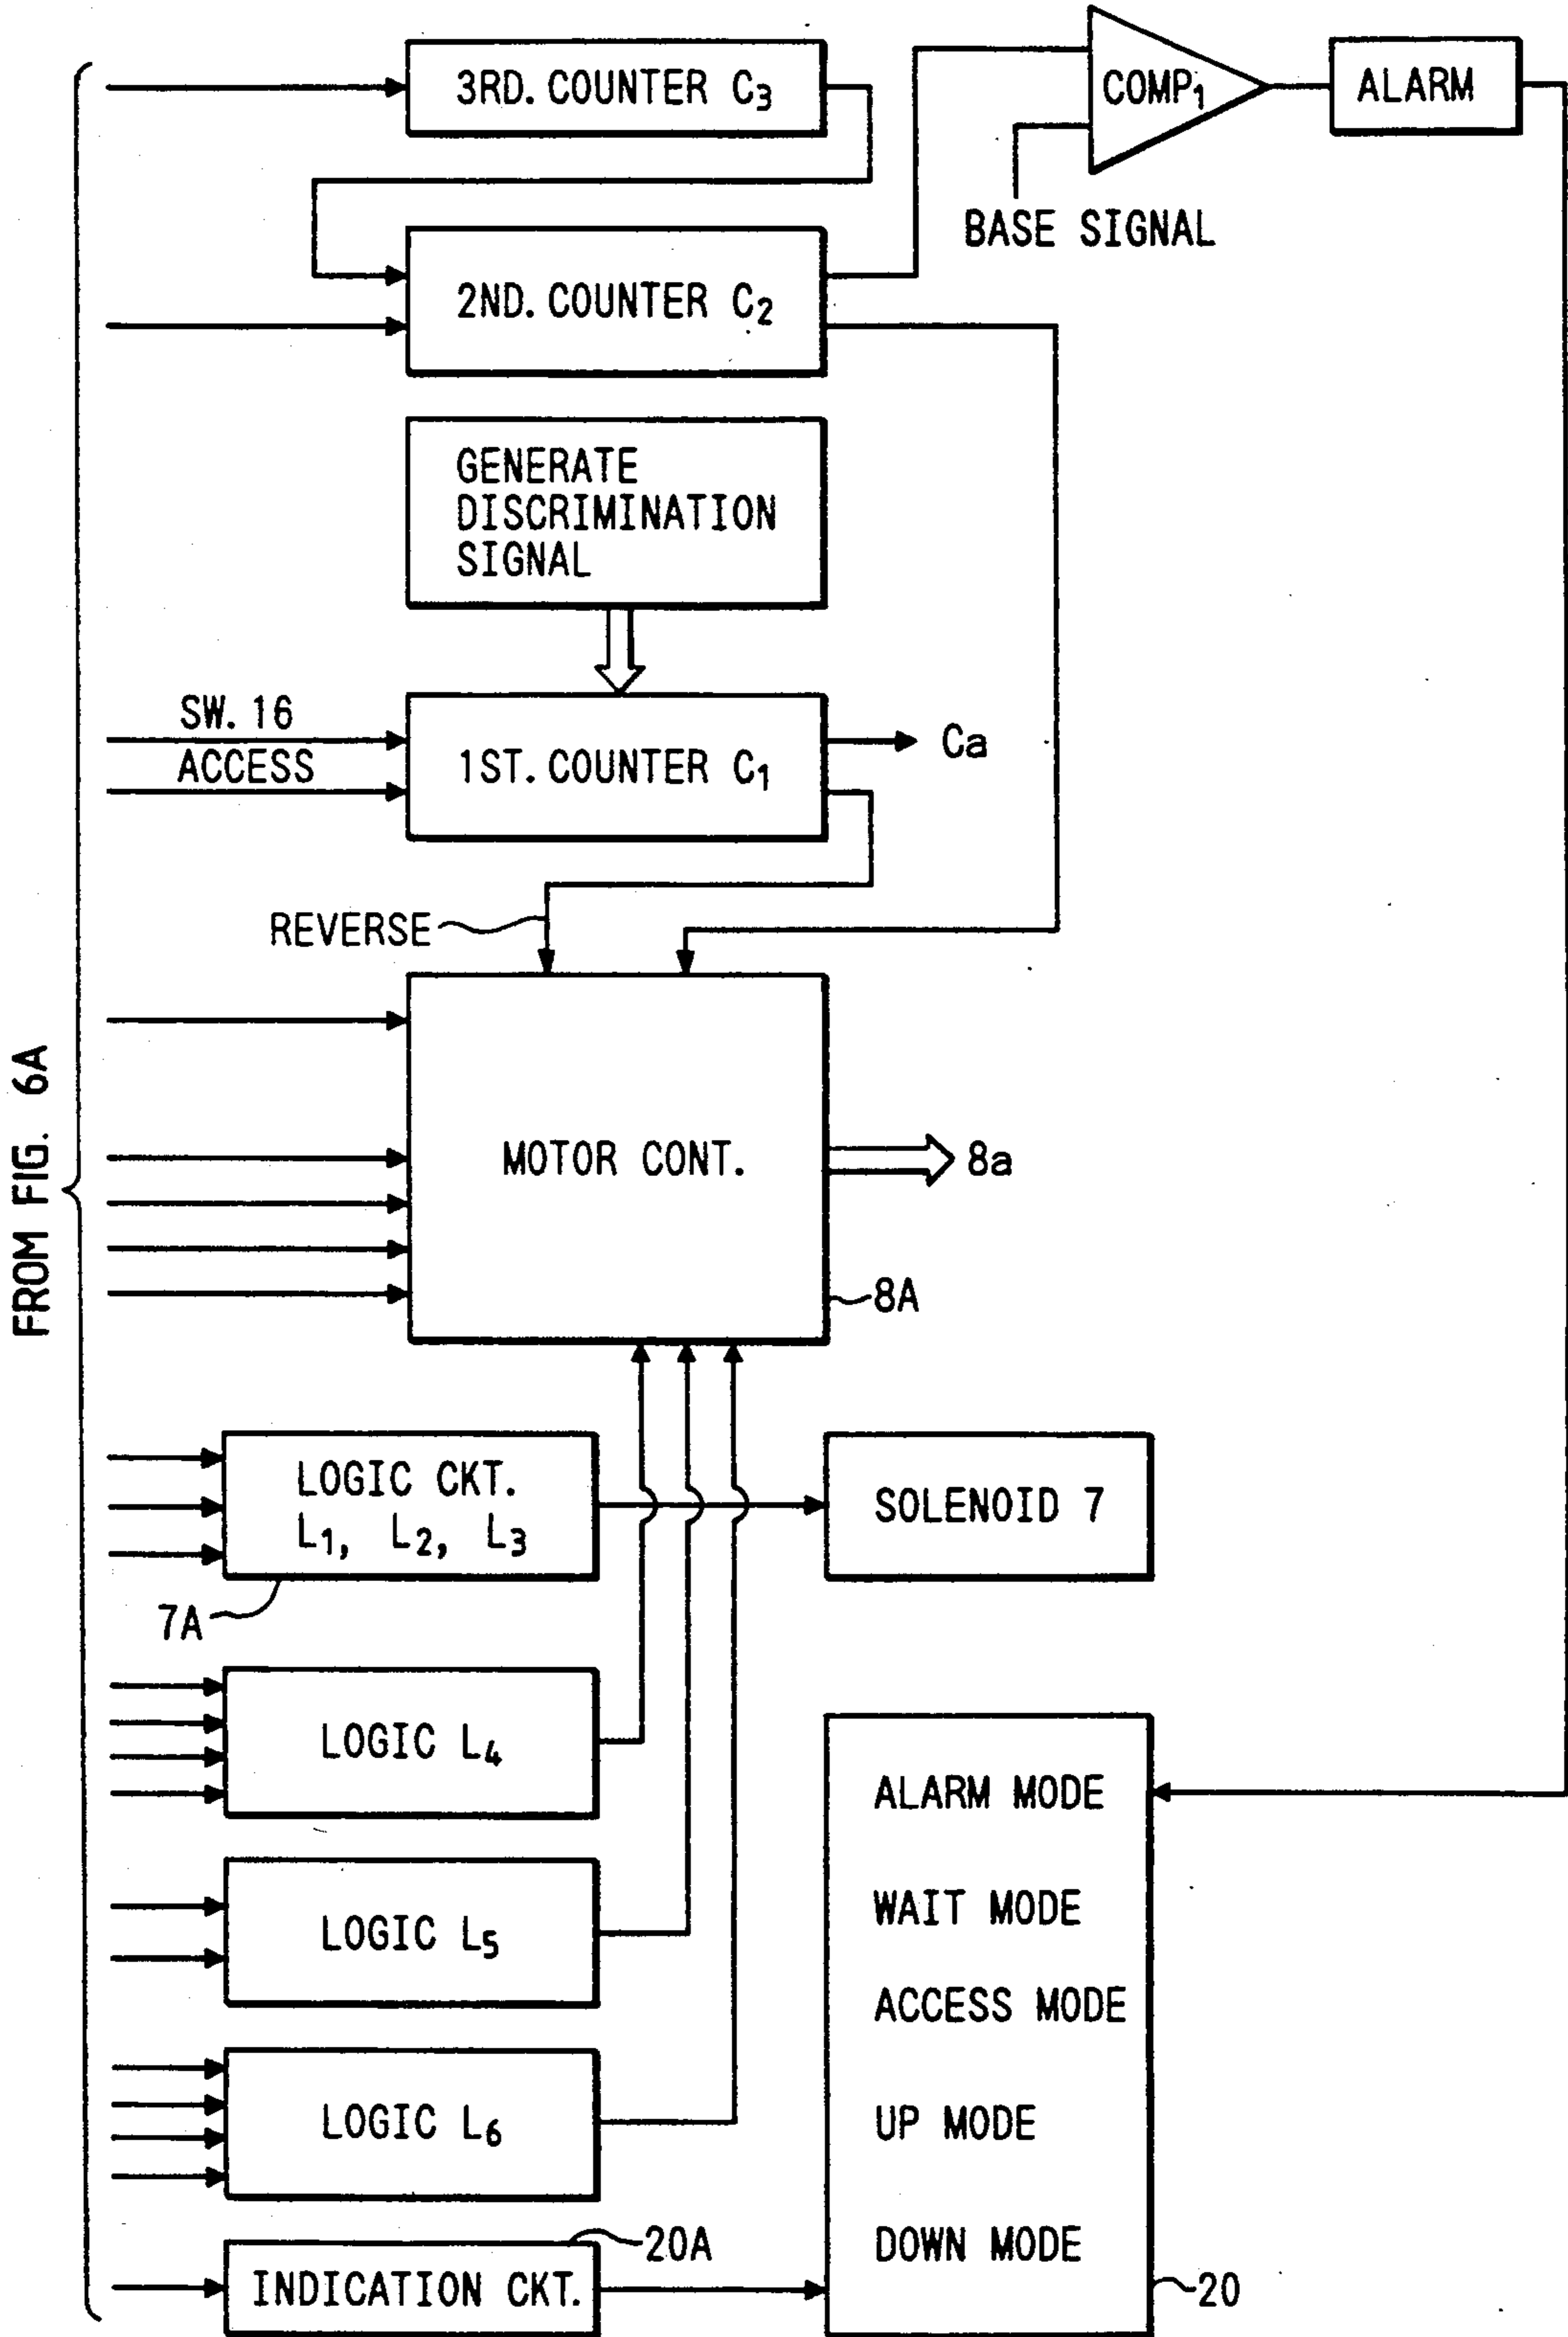 3RD. COUNTER C3
COMP1
ALARM
BASE SIGNAL
2ND. COUNTER C2
GENERATE
DISCRIMINATION
SIGNAL
SW. 16
ACCESS
1ST. COUNTER C1
Ca
REVERSE
FROM FIG. 6A
MOTOR CONT.
8a
8A
LOGIC CKT.
L1, L2, L3
SOLENOID 7
7A
LOGIC L4
ALARM MODE
LOGIC L5
WAIT MODE
ACCESS MODE
LOGIC L6
UP MODE
DOWN MODE
20A
INDICATION CKT.
20